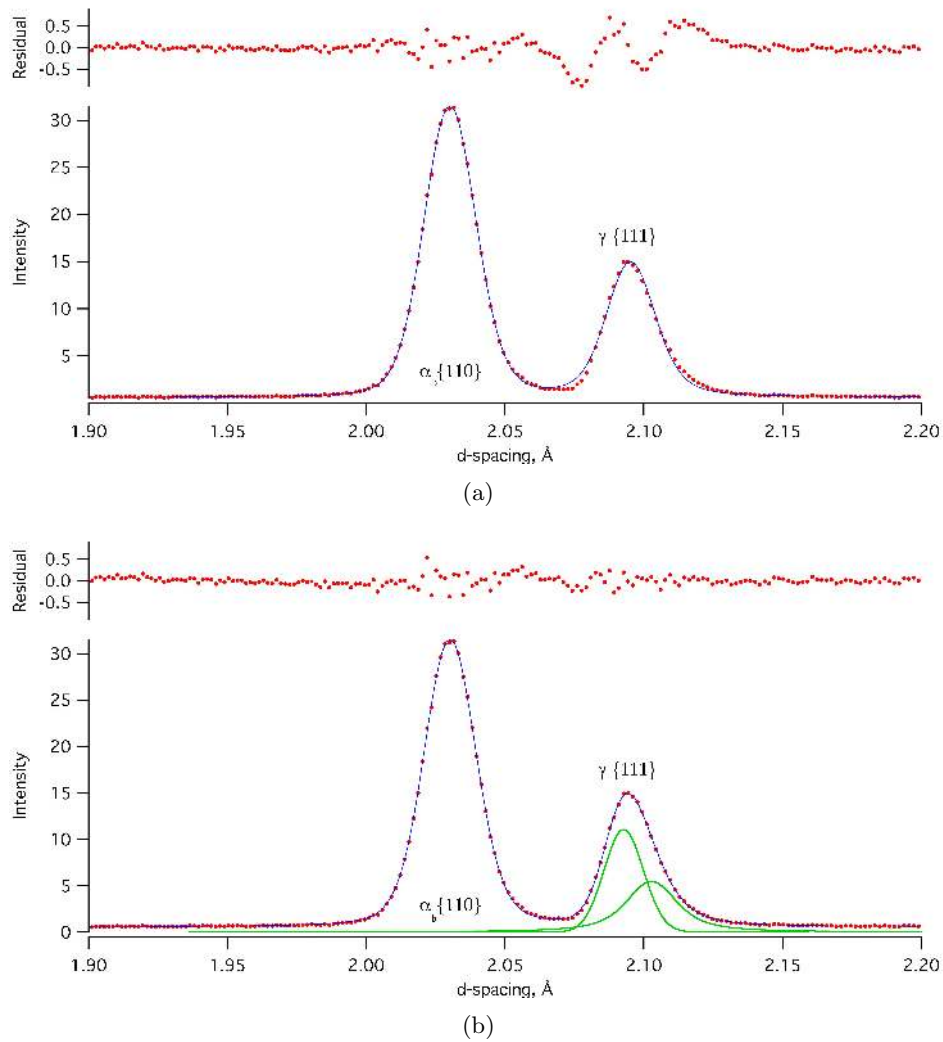 Residual
0.5
0.0
-0.5
Intensity
30
25
20
15
10
5
γ {111}
α b{110}
1.90 1.95 2.00 2.05 2.10 2.15 2.20
d-spacing, Å
(a)
Residual
0.5
0.0
-0.5
Intensity
30
25
20
15
10
5
0
γ {111}
α b{110}
1.90 1.95 2.00 2.05 2.10 2.15 2.20
d-spacing, Å
(b)